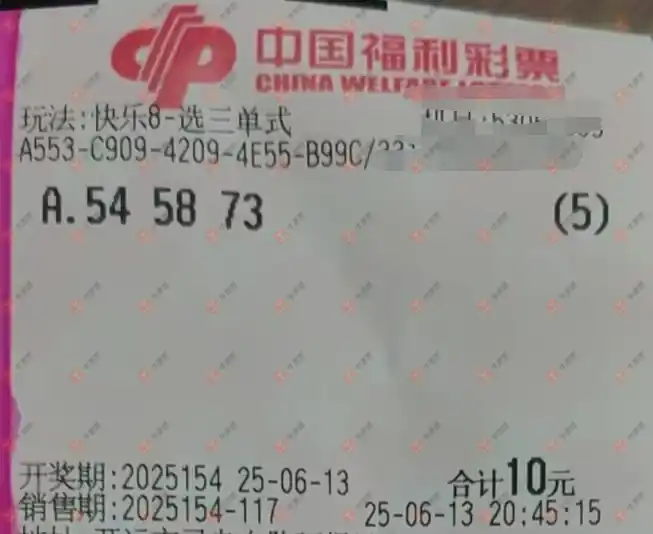 中国福利彩票
CHINA WELFARE
玩法:快乐8-选三单式
A553-C909-4209-4E55-B99C/
A.54 58 73 (5)
开奖期:2025154 25-06-13 合计10元
销售期:2025154-117 25-06-13 20:45:15